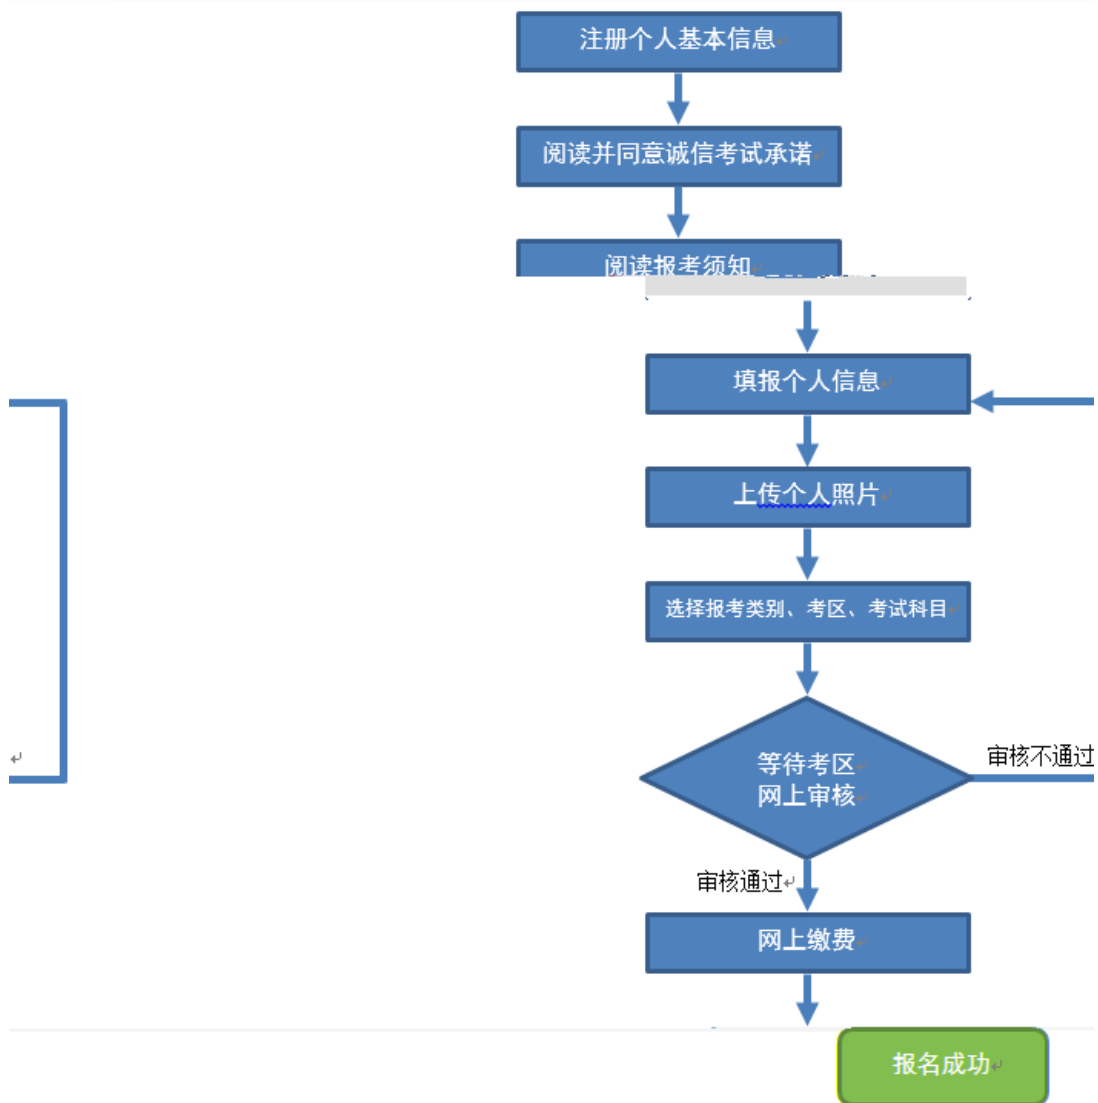 注册个人基本信息
阅读并同意诚信考试承诺
阅读报考须知
填报个人信息
上传个人照片
选择报考类别、考区、考试科目
等待考区
网上审核
审核不通过
审核通过
网上缴费
报名成功